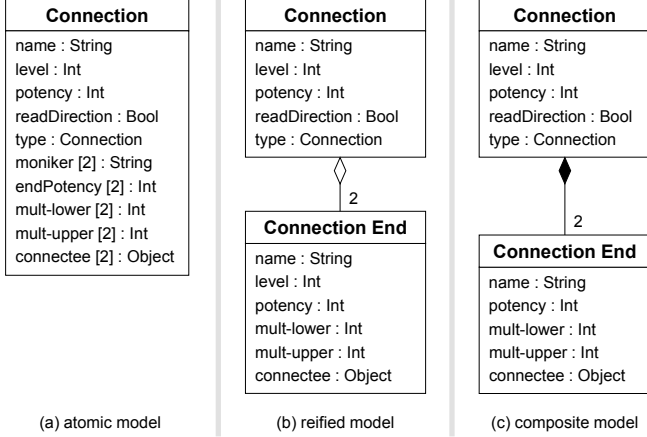 Connection
name : String
level : Int
potency : Int
readDirection : Bool
type : Connection
moniker [2] : String
endPotency [2] : Int
mult-lower [2] : Int
mult-upper [2] : Int
connectee [2] : Object
(a) atomic model
Connection
name : String
level : Int
potency : Int
readDirection : Bool
type : Connection
2
Connection End
name : String
level : Int
potency : Int
mult-lower : Int
mult-upper : Int
connectee : Object
(b) reified model
Connection
name : String
level : Int
potency : Int
readDirection : Bool
type : Connection
2
Connection End
name : String
potency : Int
mult-lower : Int
mult-upper : Int
connectee : Object
(c) composite model